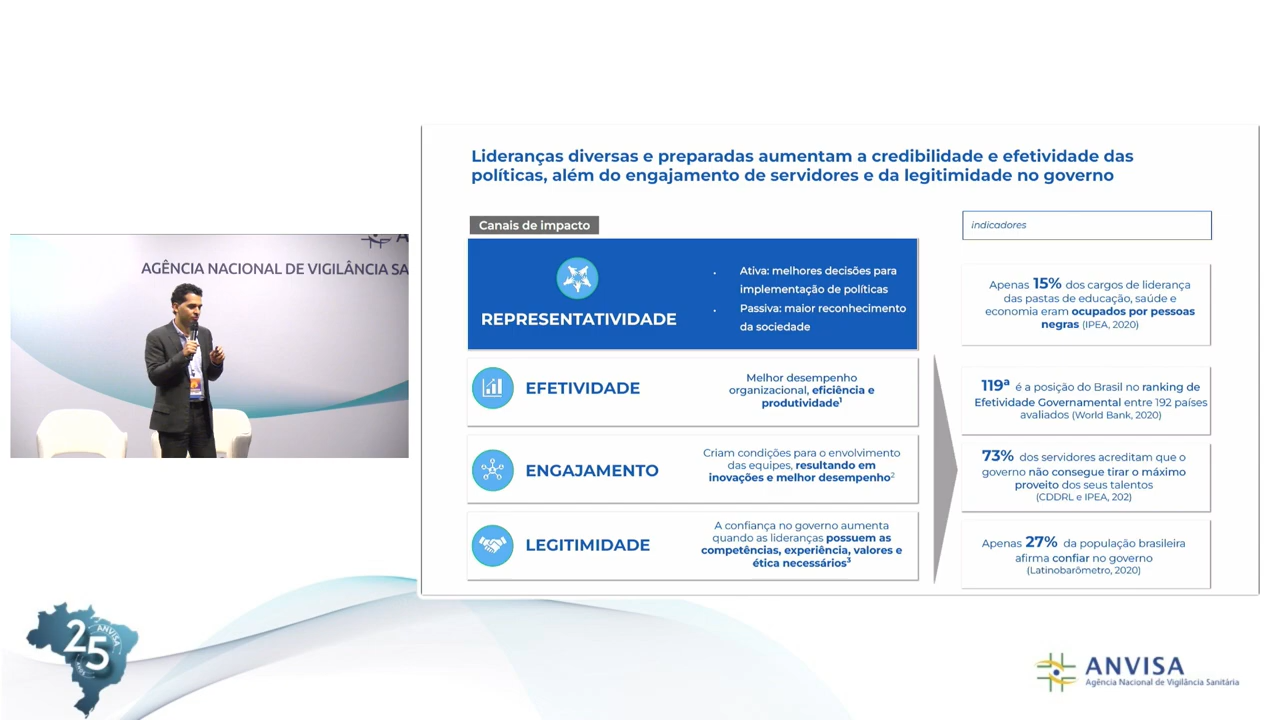 Lideranças diversas e preparadas aumentam a credibilidade e efetividade das
políticas, além do engajamento de servidores e da legitimidade no governo
Canais de impacto
REPRESENTATIVIDADE
. Ativa: melhores decisões para
implementação de políticas
. Passiva: maior reconhecimento
da sociedade
EFETIVIDADE
Melhor desempenho
organizacional, eficiência e
produtividade¹
ENGAJAMENTO
Criam condições para o envolvimento
das equipes, resultando em
inovações e melhor desempenho²
LEGITIMIDADE
A confiança no governo aumenta
quando as lideranças possuem as
competências, experiência, valores e
ética necessários³
indicadores
Apenas 15% dos cargos de liderança
das pastas de educação, saúde e
economia eram ocupados por pessoas
negras (IPEA, 2020)
119ª é a posição do Brasil no ranking de
Efetividade Governamental entre 192 países
avaliados (World Bank, 2020)
73% dos servidores acreditam que o
governo não consegue tirar o máximo
proveito dos seus talentos
(CDDRL e IPEA, 202)
Apenas 27% da população brasileira
afirma confiar no governo
(Latinobarômetro, 2020)
AGÊNCIA NACIONAL DE VIGILÂNCIA SA
25
ANVISA
ANOS
ANVISA
Agência Nacional de Vigilância Sanitária